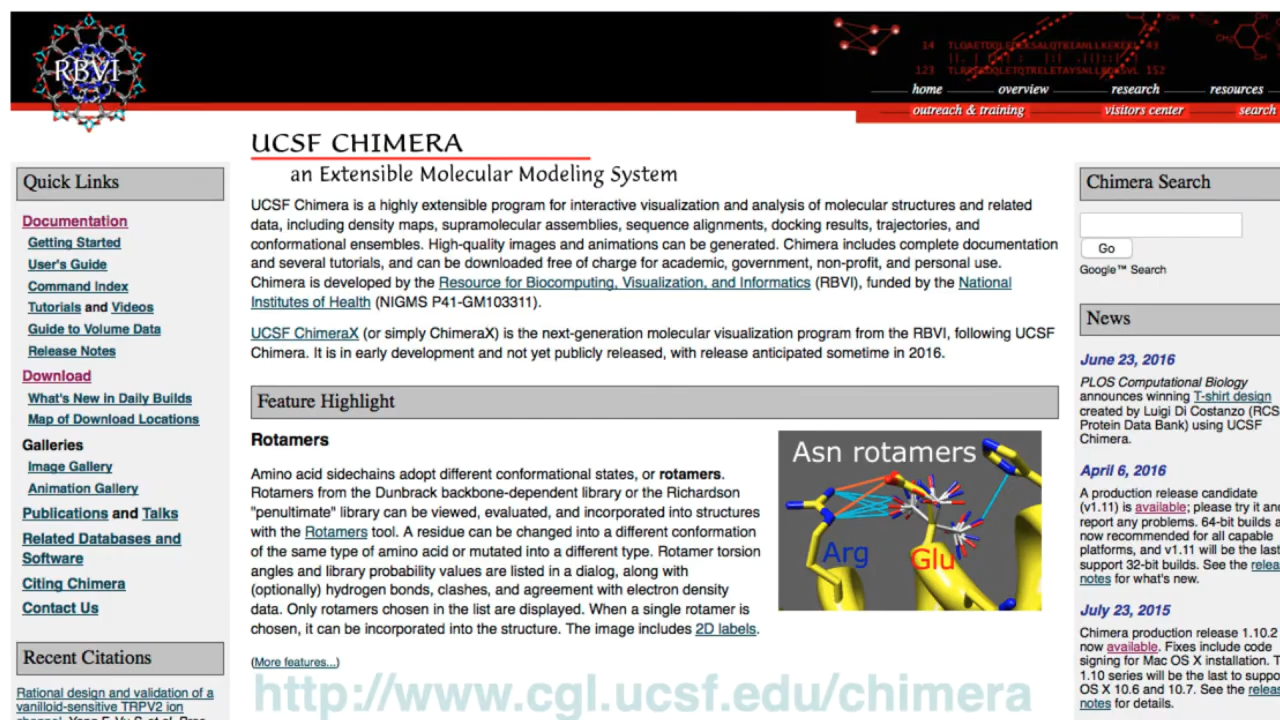 RBVI
14 TLQAETDQLEDEKSALQTEIANLLKEKEKL 43
123 TLRRETDQLETQTRELETAYSNLLRDKSVL 152
home overview research resources
outreach & training visitors center search
UCSF CHIMERA
an Extensible Molecular Modeling System
Quick Links
Documentation
Getting Started
User's Guide
Command Index
Tutorials and Videos
Guide to Volume Data
Release Notes
Download
What's New in Daily Builds
Map of Download Locations
Galleries
Image Gallery
Animation Gallery
Publications and Talks
Related Databases and
Software
Citing Chimera
Contact Us
Recent Citations
Rational design and validation of a
vanilloid-sensitive TRPV2 ion
UCSF Chimera is a highly extensible program for interactive visualization and analysis of molecular structures and related
data, including density maps, supramolecular assemblies, sequence alignments, docking results, trajectories, and
conformational ensembles. High-quality images and animations can be generated. Chimera includes complete documentation
and several tutorials, and can be downloaded free of charge for academic, government, non-profit, and personal use.
Chimera is developed by the Resource for Biocomputing, Visualization, and Informatics (RBVI), funded by the National
Institutes of Health (NIGMS P41-GM103311).
UCSF ChimeraX (or simply ChimeraX) is the next-generation molecular visualization program from the RBVI, following UCSF
Chimera. It is in early development and not yet publicly released, with release anticipated sometime in 2016.
Feature Highlight
Rotamers
Amino acid sidechains adopt different conformational states, or rotamers.
Rotamers from the Dunbrack backbone-dependent library or the Richardson
"penultimate" library can be viewed, evaluated, and incorporated into structures
with the Rotamers tool. A residue can be changed into a different conformation
of the same type of amino acid or mutated into a different type. Rotamer torsion
angles and library probability values are listed in a dialog, along with
(optionally) hydrogen bonds, clashes, and agreement with electron density
data. Only rotamers chosen in the list are displayed. When a single rotamer is
chosen, it can be incorporated into the structure. The image includes 2D labels.
(More features...)
Asn rotamers
Arg
Glu
http://www.cgl.ucsf.edu/chimera
Chimera Search
Go
Google™ Search
News
June 23, 2016
PLOS Computational Biology
announces winning T-shirt design
created by Luigi Di Costanzo (RCS
Protein Data Bank) using UCSF
Chimera.
April 6, 2016
A production release candidate
(v1.11) is available; please try it an
report any problems. 64-bit builds a
now recommended for all capable
platforms, and v1.11 will be the last
support 32-bit builds. See the relea
notes for what's new.
July 23, 2015
Chimera production release 1.10.2
now available. Fixes include code
signing for Mac OS X installation. T
1.10 series will be the last to suppo
OS X 10.6 and 10.7. See the releas
notes for details.